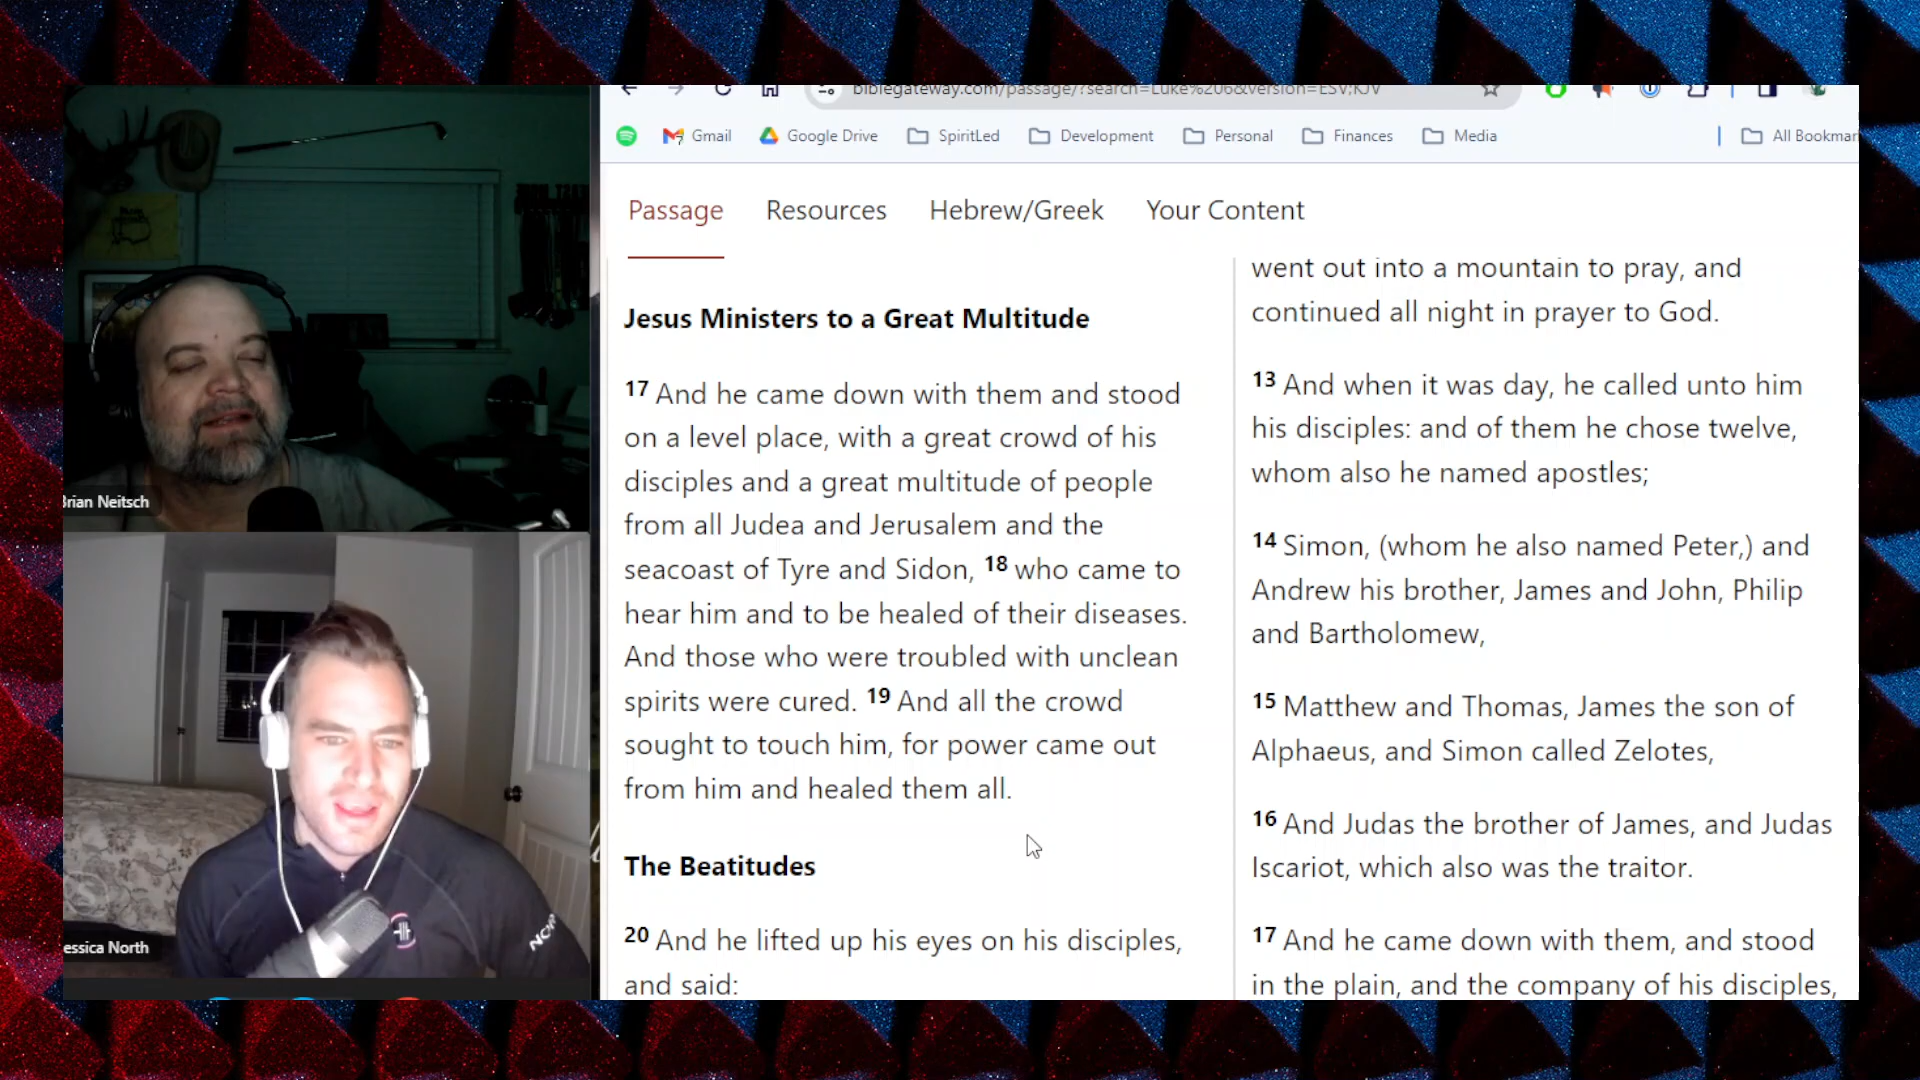 biblegateway.com/passage/?search=Luke%206&version=ESV;KJV
Gmail
Google Drive
SpiritLed
Development
Personal
Finances
Media
All Bookmar
Passage
Resources
Hebrew/Greek
Your Content
Jesus Ministers to a Great Multitude
17 And he came down with them and stood
on a level place, with a great crowd of his
disciples and a great multitude of people
from all Judea and Jerusalem and the
seacoast of Tyre and Sidon, 18 who came to
hear him and to be healed of their diseases.
And those who were troubled with unclean
spirits were cured. 19 And all the crowd
sought to touch him, for power came out
from him and healed them all.
The Beatitudes
20 And he lifted up his eyes on his disciples,
and said:
went out into a mountain to pray, and
continued all night in prayer to God.
13 And when it was day, he called unto him
his disciples: and of them he chose twelve,
whom also he named apostles;
14 Simon, (whom he also named Peter,) and
Andrew his brother, James and John, Philip
and Bartholomew,
15 Matthew and Thomas, James the son of
Alphaeus, and Simon called Zelotes,
16 And Judas the brother of James, and Judas
Iscariot, which also was the traitor.
17 And he came down with them, and stood
in the plain, and the company of his disciples,
Brian Neitsch
essica North
NOR